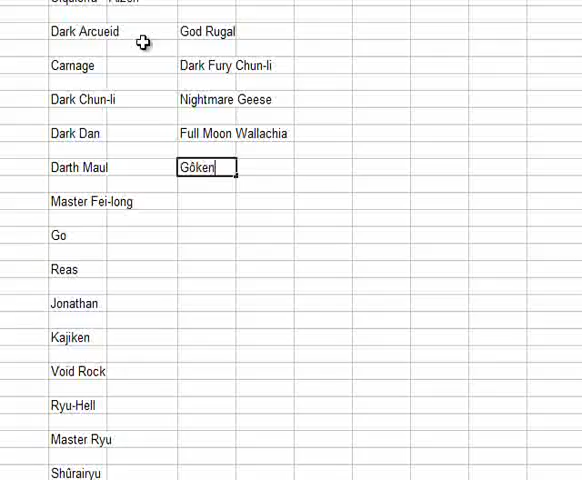 Dark Arcueid God Rugal
Carnage Dark Fury Chun-li
Dark Chun-li Nightmare Geese
Dark Dan Full Moon Wallachia
Darth Maul Gôken
Master Fei-long
Go
Reas
Jonathan
Kajiken
Void Rock
Ryu-Hell
Master Ryu
Shûrairyu